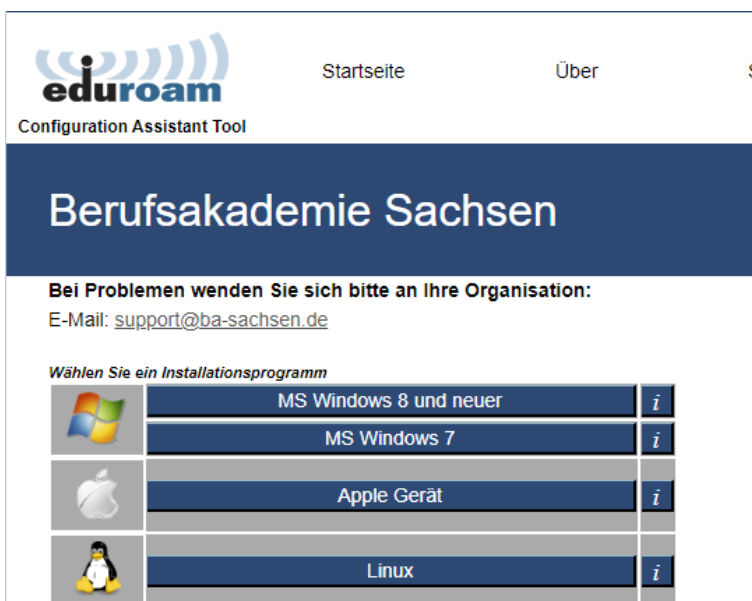 eduroam
Startseite
Über
Configuration Assistant Tool
Berufsakademie Sachsen
Bei Problemen wenden Sie sich bitte an Ihre Organisation:
E-Mail: support@ba-sachsen.de
Wählen Sie ein Installationsprogramm
MS Windows 8 und neuer i
MS Windows 7 i
Apple Gerät i
Linux i